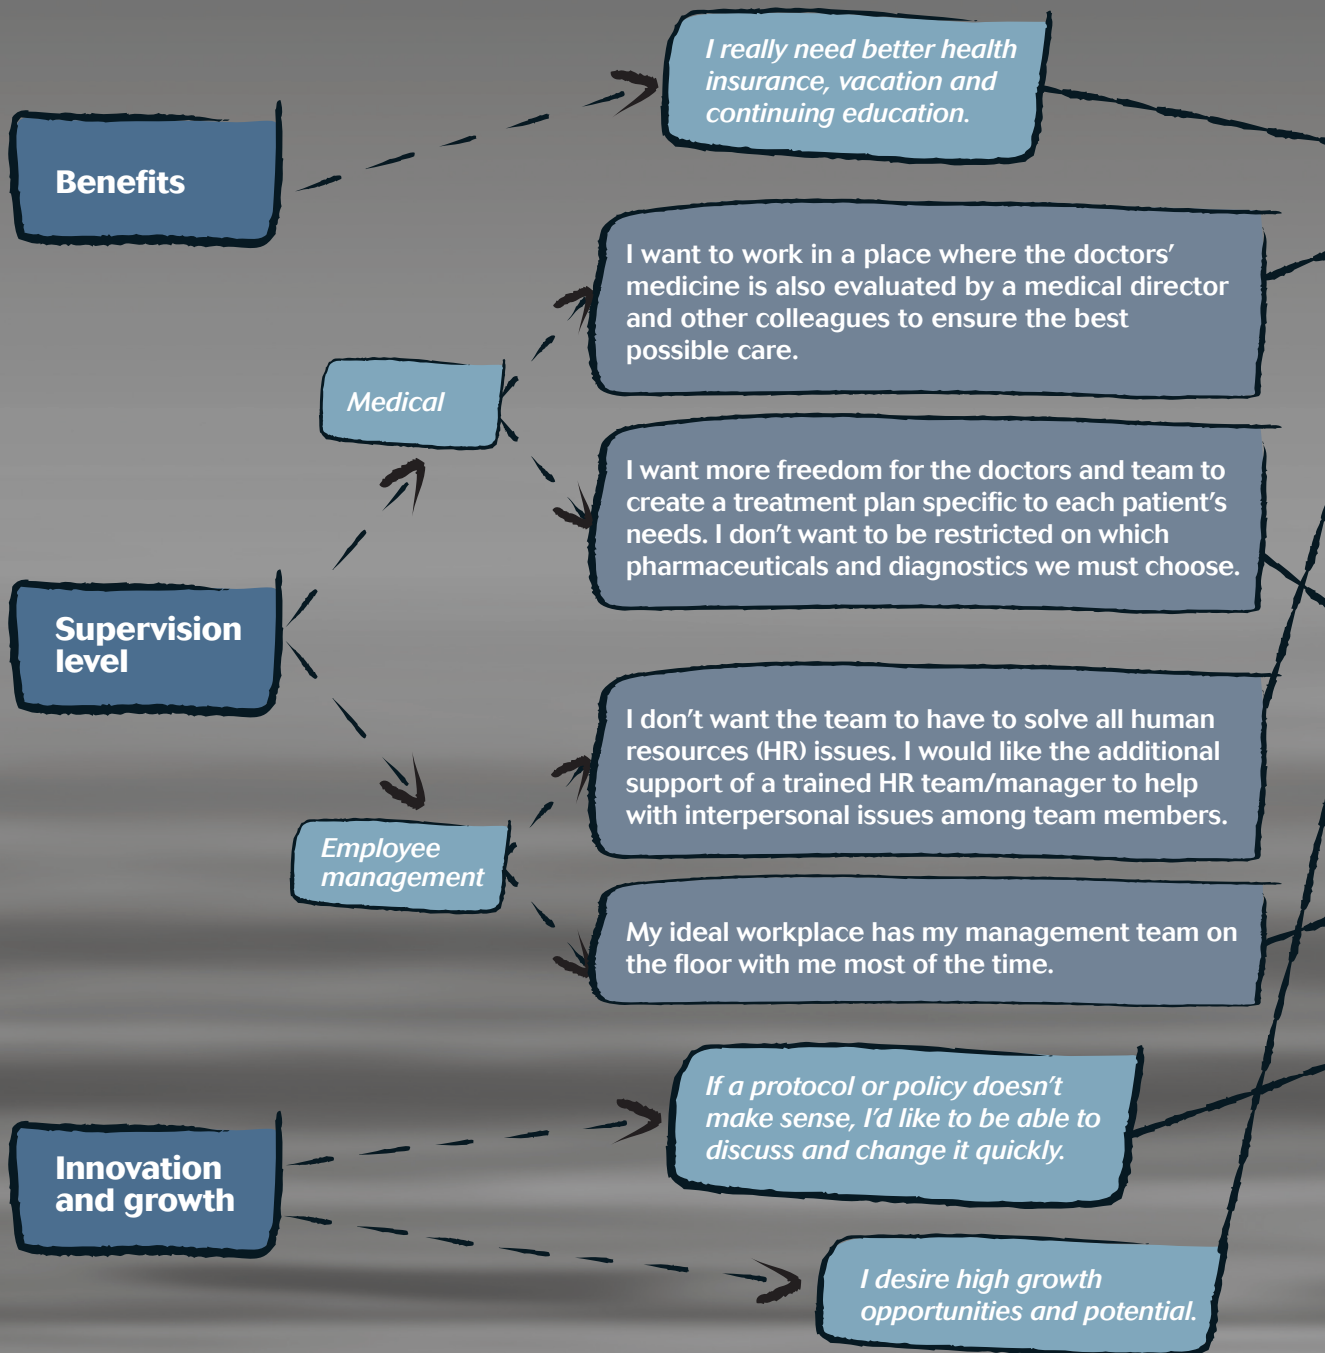 Benefits
I really need better health
insurance, vacation and
continuing education.
Supervision
level
Medical
I want to work in a place where the doctors’
medicine is also evaluated by a medical director
and other colleagues to ensure the best
possible care.
I want more freedom for the doctors and team to
create a treatment plan specific to each patient’s
needs. I don’t want to be restricted on which
pharmaceuticals and diagnostics we must choose.
Employee
management
I don’t want the team to have to solve all human
resources (HR) issues. I would like the additional
support of a trained HR team/manager to help
with interpersonal issues among team members.
My ideal workplace has my management team on
the floor with me most of the time.
Innovation
and growth
If a protocol or policy doesn’t
make sense, I’d like to be able to
discuss and change it quickly.
I desire high growth
opportunities and potential.